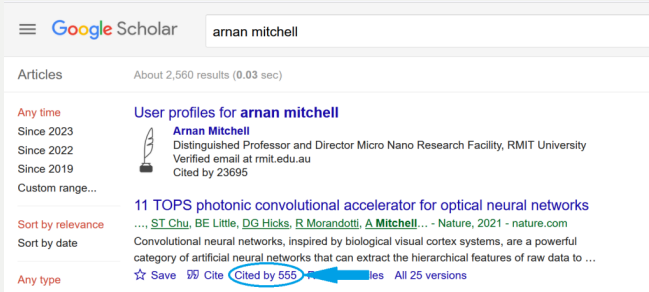 Google Scholar
arnan mitchell
Articles
About 2,560 results (0.03 sec)
Any time
Since 2023
Since 2022
Since 2019
Custom range...
Sort by relevance
Sort by date
Any type
User profiles for arnan mitchell
Arnan Mitchell
Distinguished Professor and Director Micro Nano Research Facility, RMIT University
Verified email at rmit.edu.au
Cited by 23695
11 TOPS photonic convolutional accelerator for optical neural networks
..., ST Chu, BE Little, DG Hicks, R Morandotti, A Mitchell... - Nature, 2021 - nature.com
Convolutional neural networks, inspired by biological visual cortex systems, are a powerful
category of artificial neural networks that can extract the hierarchical features of raw data to ...
Save Cite Cited by 555 All 25 versions